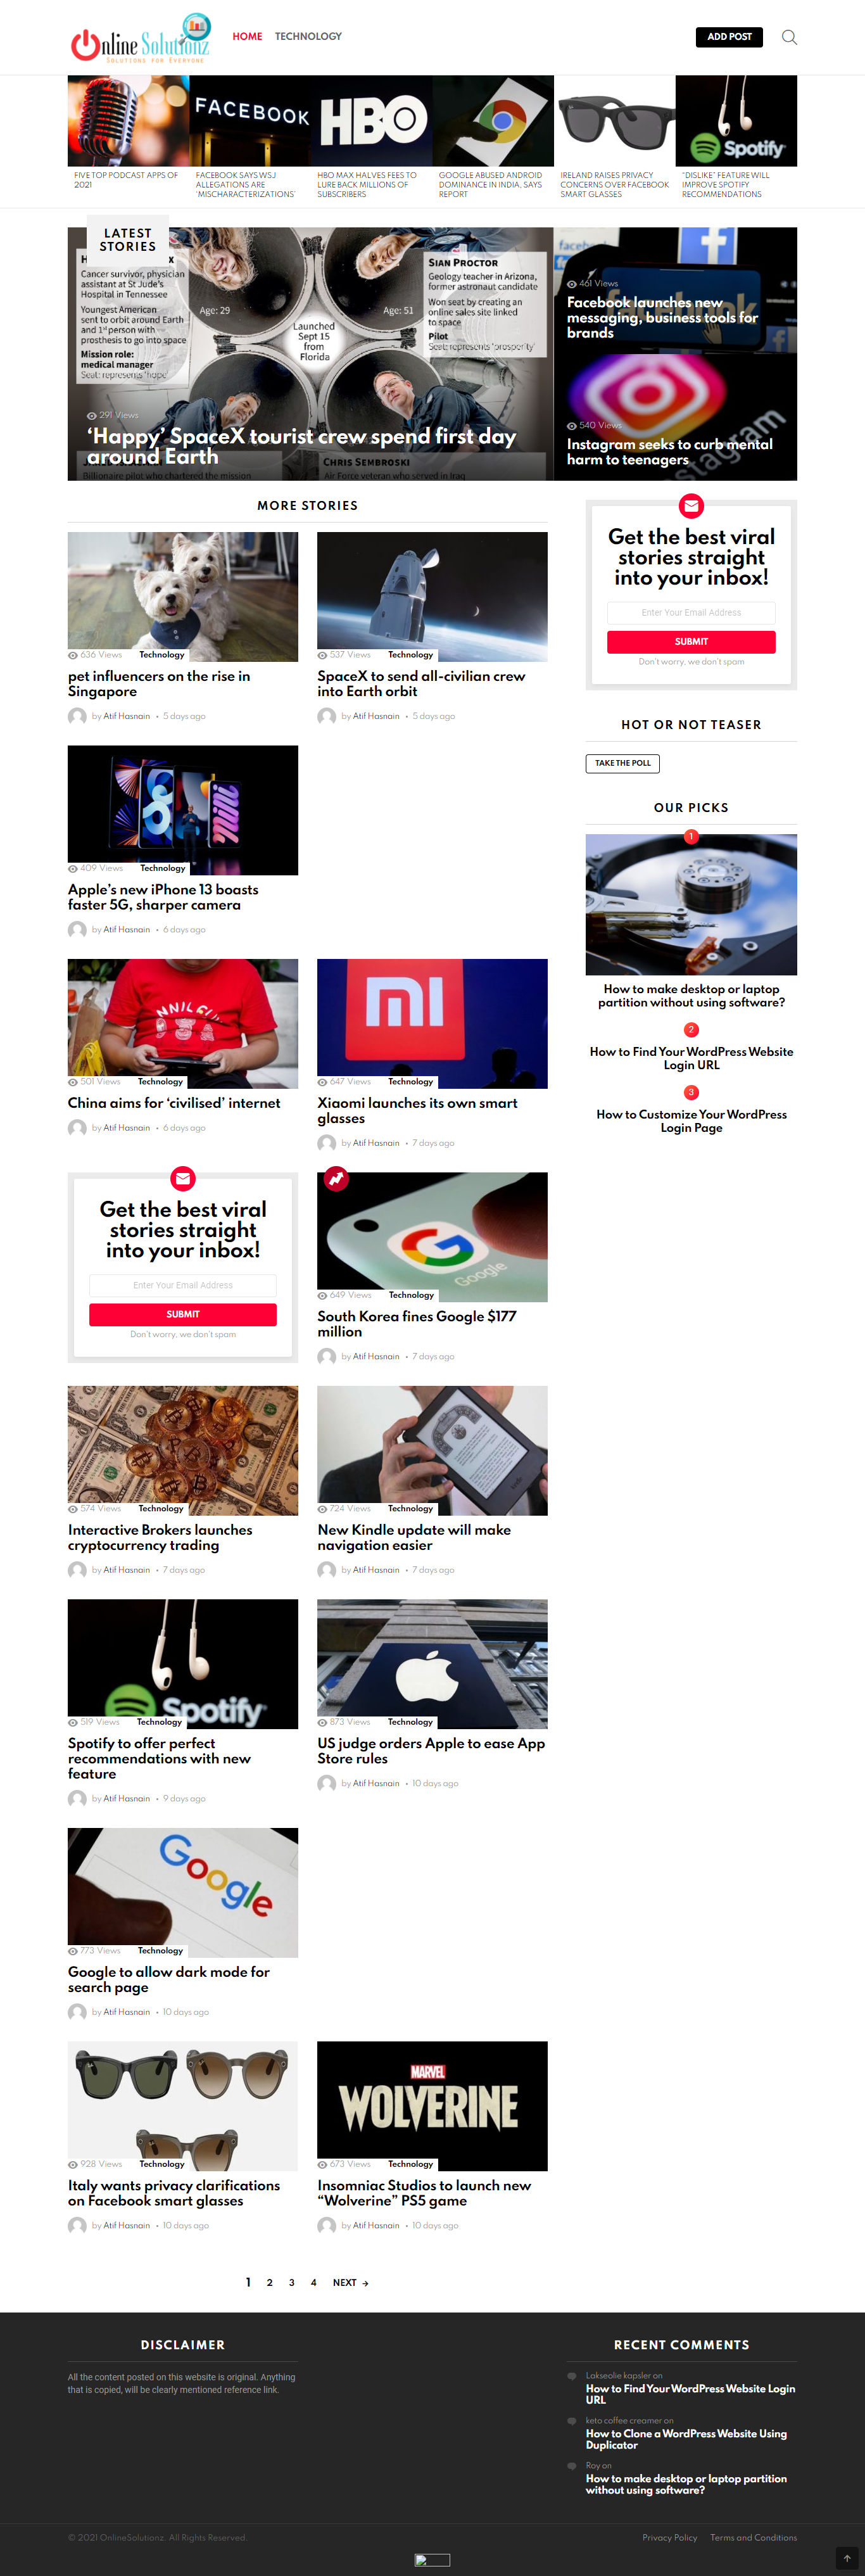 Online Solutionz
SOLUTIONS FOR EVERYONE
HOME
TECHNOLOGY
ADD POST
FACEBOOK
HBO
Spotify
FIVE TOP PODCAST APPS OF
2021
FACEBOOK SAYS WSJ
ALLEGATIONS ARE
‘MISCHARACTERIZATIONS’
HBO MAX HALVES FEES TO
LURE BACK MILLIONS OF
SUBSCRIBERS
GOOGLE ABUSED ANDROID
DOMINANCE IN INDIA, SAYS
REPORT
IRELAND RAISES PRIVACY
CONCERNS OVER FACEBOOK
SMART GLASSES
“DISLIKE” FEATURE WILL
IMPROVE SPOTIFY
RECOMMENDATIONS
LATEST
STORIES
Cancer survivor, physician
assistant at St Jude's
Hospital in Tennessee
Youngest American
sent to orbit around Earth
and 1st person with
prosthesis to go into space
Mission role:
medical manager
Seat: represents 'hope'
Age: 29
Launched
Sept 15
from
Florida
Age: 51
SIAN PROCTOR
Geology teacher in Arizona,
former astronaut candidate
Won seat by creating an
online sales site linked
to space
Pilot
Seat: represents 'prosperity'
291 Views
‘Happy’ SpaceX tourist crew spend first day
around Earth
Billionaire pilot who chartered the mission
CHRIS SEMBROSKI
Air Force veteran who served in Iraq
facebook
461 Views
Facebook launches new
messaging, business tools for
brands
540 Views
Instagram seeks to curb mental
harm to teenagers
MORE STORIES
636 Views
Technology
pet influencers on the rise in
Singapore
by Atif Hasnain • 5 days ago
537 Views
Technology
SpaceX to send all-civilian crew
into Earth orbit
by Atif Hasnain • 5 days ago
409 Views
Technology
Apple’s new iPhone 13 boasts
faster 5G, sharper camera
by Atif Hasnain • 6 days ago
501 Views
Technology
China aims for ‘civilised’ internet
by Atif Hasnain • 6 days ago
mi
647 Views
Technology
Xiaomi launches its own smart
glasses
by Atif Hasnain • 7 days ago
Get the best viral
stories straight
into your inbox!
Enter Your Email Address
SUBMIT
Don't worry, we don't spam
Google
649 Views
Technology
South Korea fines Google $177
million
by Atif Hasnain • 7 days ago
574 Views
Technology
Interactive Brokers launches
cryptocurrency trading
by Atif Hasnain • 7 days ago
724 Views
Technology
New Kindle update will make
navigation easier
by Atif Hasnain • 7 days ago
Spotify
519 Views
Technology
Spotify to offer perfect
recommendations with new
feature
by Atif Hasnain • 9 days ago
873 Views
Technology
US judge orders Apple to ease App
Store rules
by Atif Hasnain • 10 days ago
Google
773 Views
Technology
Google to allow dark mode for
search page
by Atif Hasnain • 10 days ago
928 Views
Technology
Italy wants privacy clarifications
on Facebook smart glasses
by Atif Hasnain • 10 days ago
MARVEL
WOLVERINE
673 Views
Technology
Insomniac Studios to launch new
“Wolverine” PS5 game
by Atif Hasnain • 10 days ago
1 2 3 4 NEXT
Get the best viral
stories straight
into your inbox!
Enter Your Email Address
SUBMIT
Don't worry, we don't spam
HOT OR NOT TEASER
TAKE THE POLL
OUR PICKS
1
How to make desktop or laptop
partition without using software?
2
How to Find Your WordPress Website
Login URL
3
How to Customize Your WordPress
Login Page
DISCLAIMER
All the content posted on this website is original. Anything
that is copied, will be clearly mentioned reference link.
RECENT COMMENTS
Lakseolie kapsler on
How to Find Your WordPress Website Login
URL
keto coffee creamer on
How to Clone a WordPress Website Using
Duplicator
Roy on
How to make desktop or laptop partition
without using software?
© 2021 OnlineSolutionz. All Rights Reserved.
Privacy Policy
Terms and Conditions